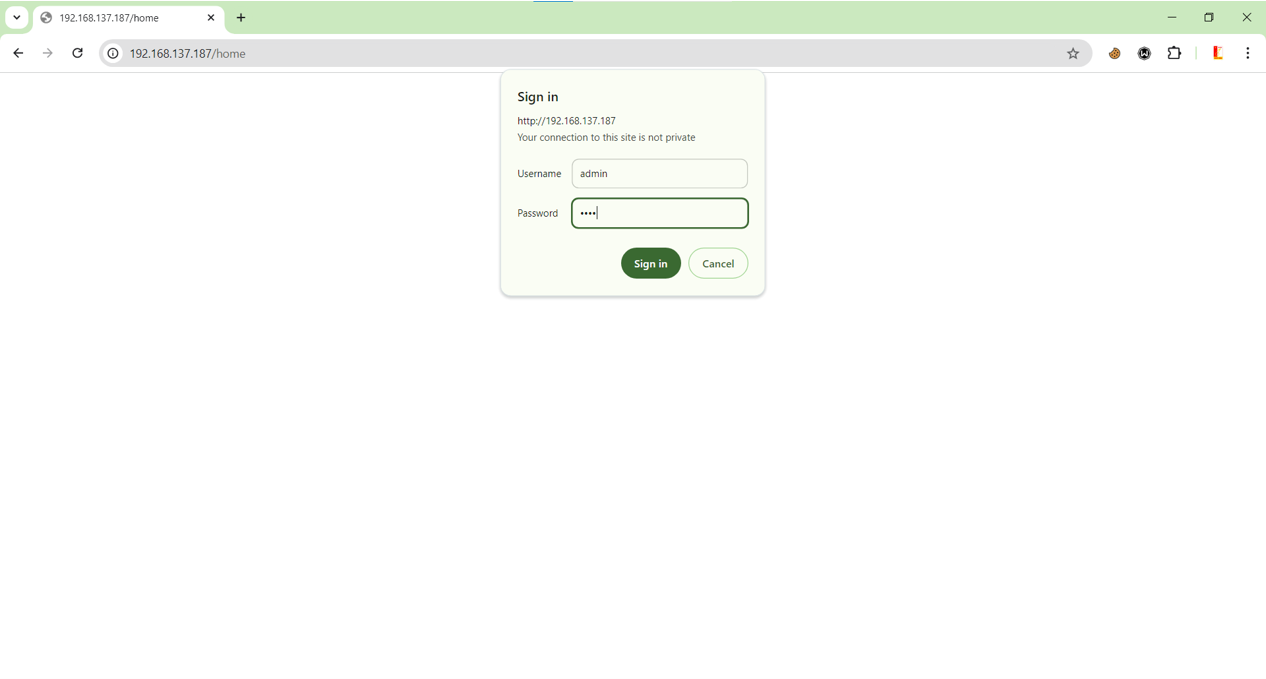 192.168.137.187/home
192.168.137.187/home
Sign in
http://192.168.137.187
Your connection to this site is not private
Username admin
Password ••••
Sign in Cancel